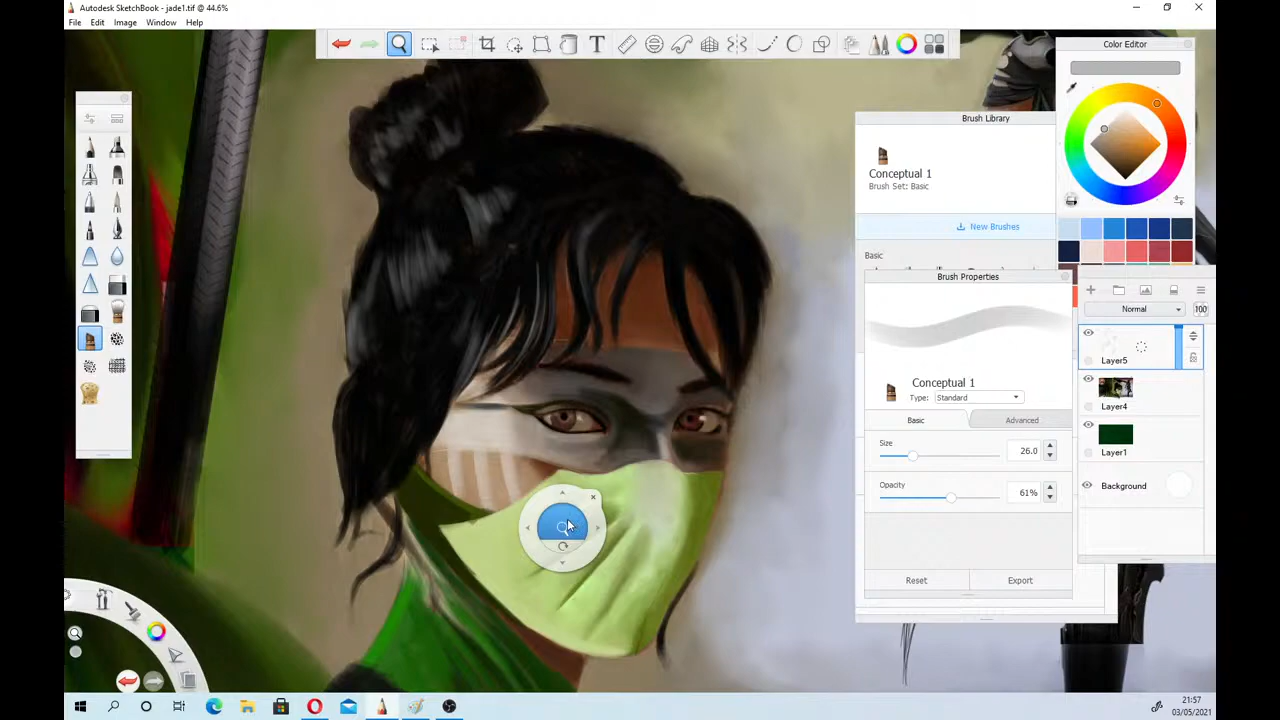 Autodesk SketchBook - jade1.tif @ 44.6%
File Edit Image Window Help
Color Editor
Brush Library
Conceptual 1
Brush Set: Basic
New Brushes
Basic
Brush Properties
Conceptual 1
Type: Standard
Basic Advanced
Size
26.0
Opacity
61%
Reset Export
Normal 100
Layer5
Layer4
Layer1
Background
21:57
03/05/2021